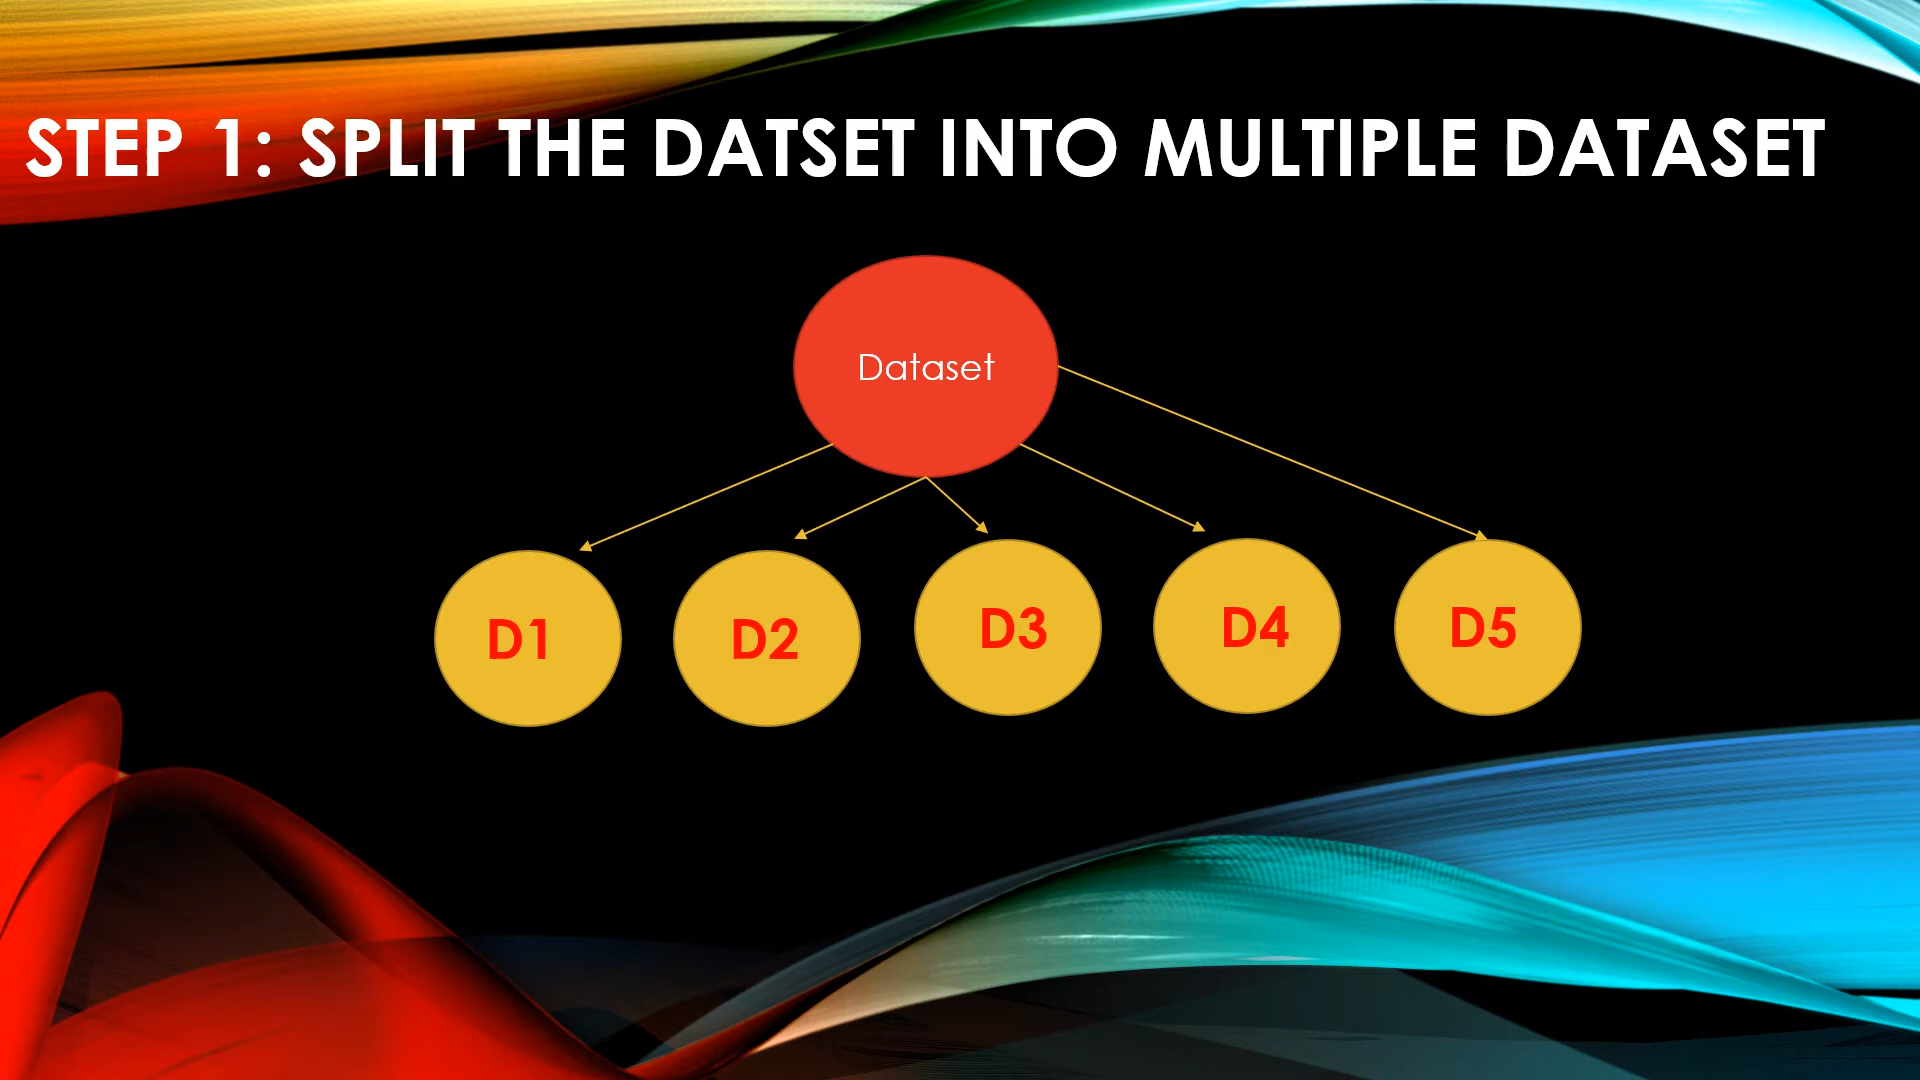 STEP 1: SPLIT THE DATSET INTO MULTIPLE DATASET
Dataset
D1 D2 D3 D4 D5